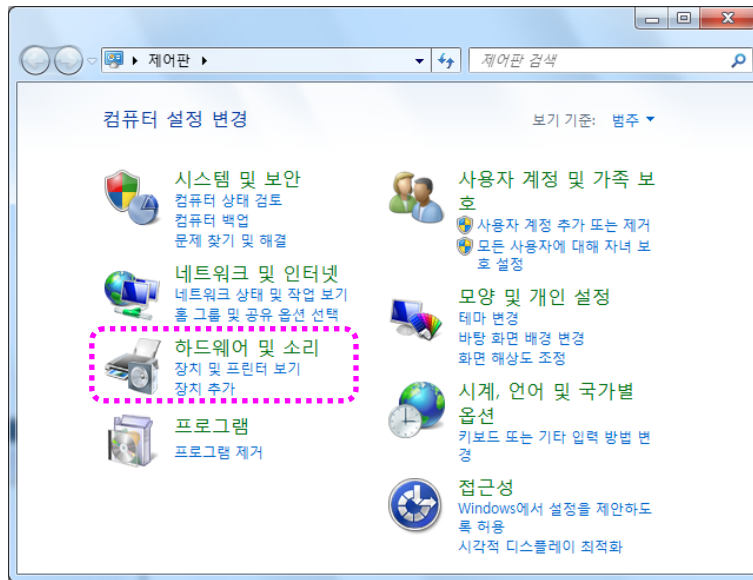 제어판
제어판 검색
컴퓨터 설정 변경
보기 기준: 범주
시스템 및 보안
컴퓨터 상태 검토
컴퓨터 백업
문제 찾기 및 해결
네트워크 및 인터넷
네트워크 상태 및 작업 보기
홈 그룹 및 공유 옵션 선택
하드웨어 및 소리
장치 및 프린터 보기
장치 추가
프로그램
프로그램 제거
사용자 계정 및 가족 보
호
사용자 계정 추가 또는 제거
모든 사용자에 대해 자녀 보
호 설정
모양 및 개인 설정
테마 변경
바탕 화면 배경 변경
화면 해상도 조정
시계, 언어 및 국가별
옵션
키보드 또는 기타 입력 방법 변
경
접근성
Windows에서 설정을 제안하도
록 허용
시각적 디스플레이 최적화